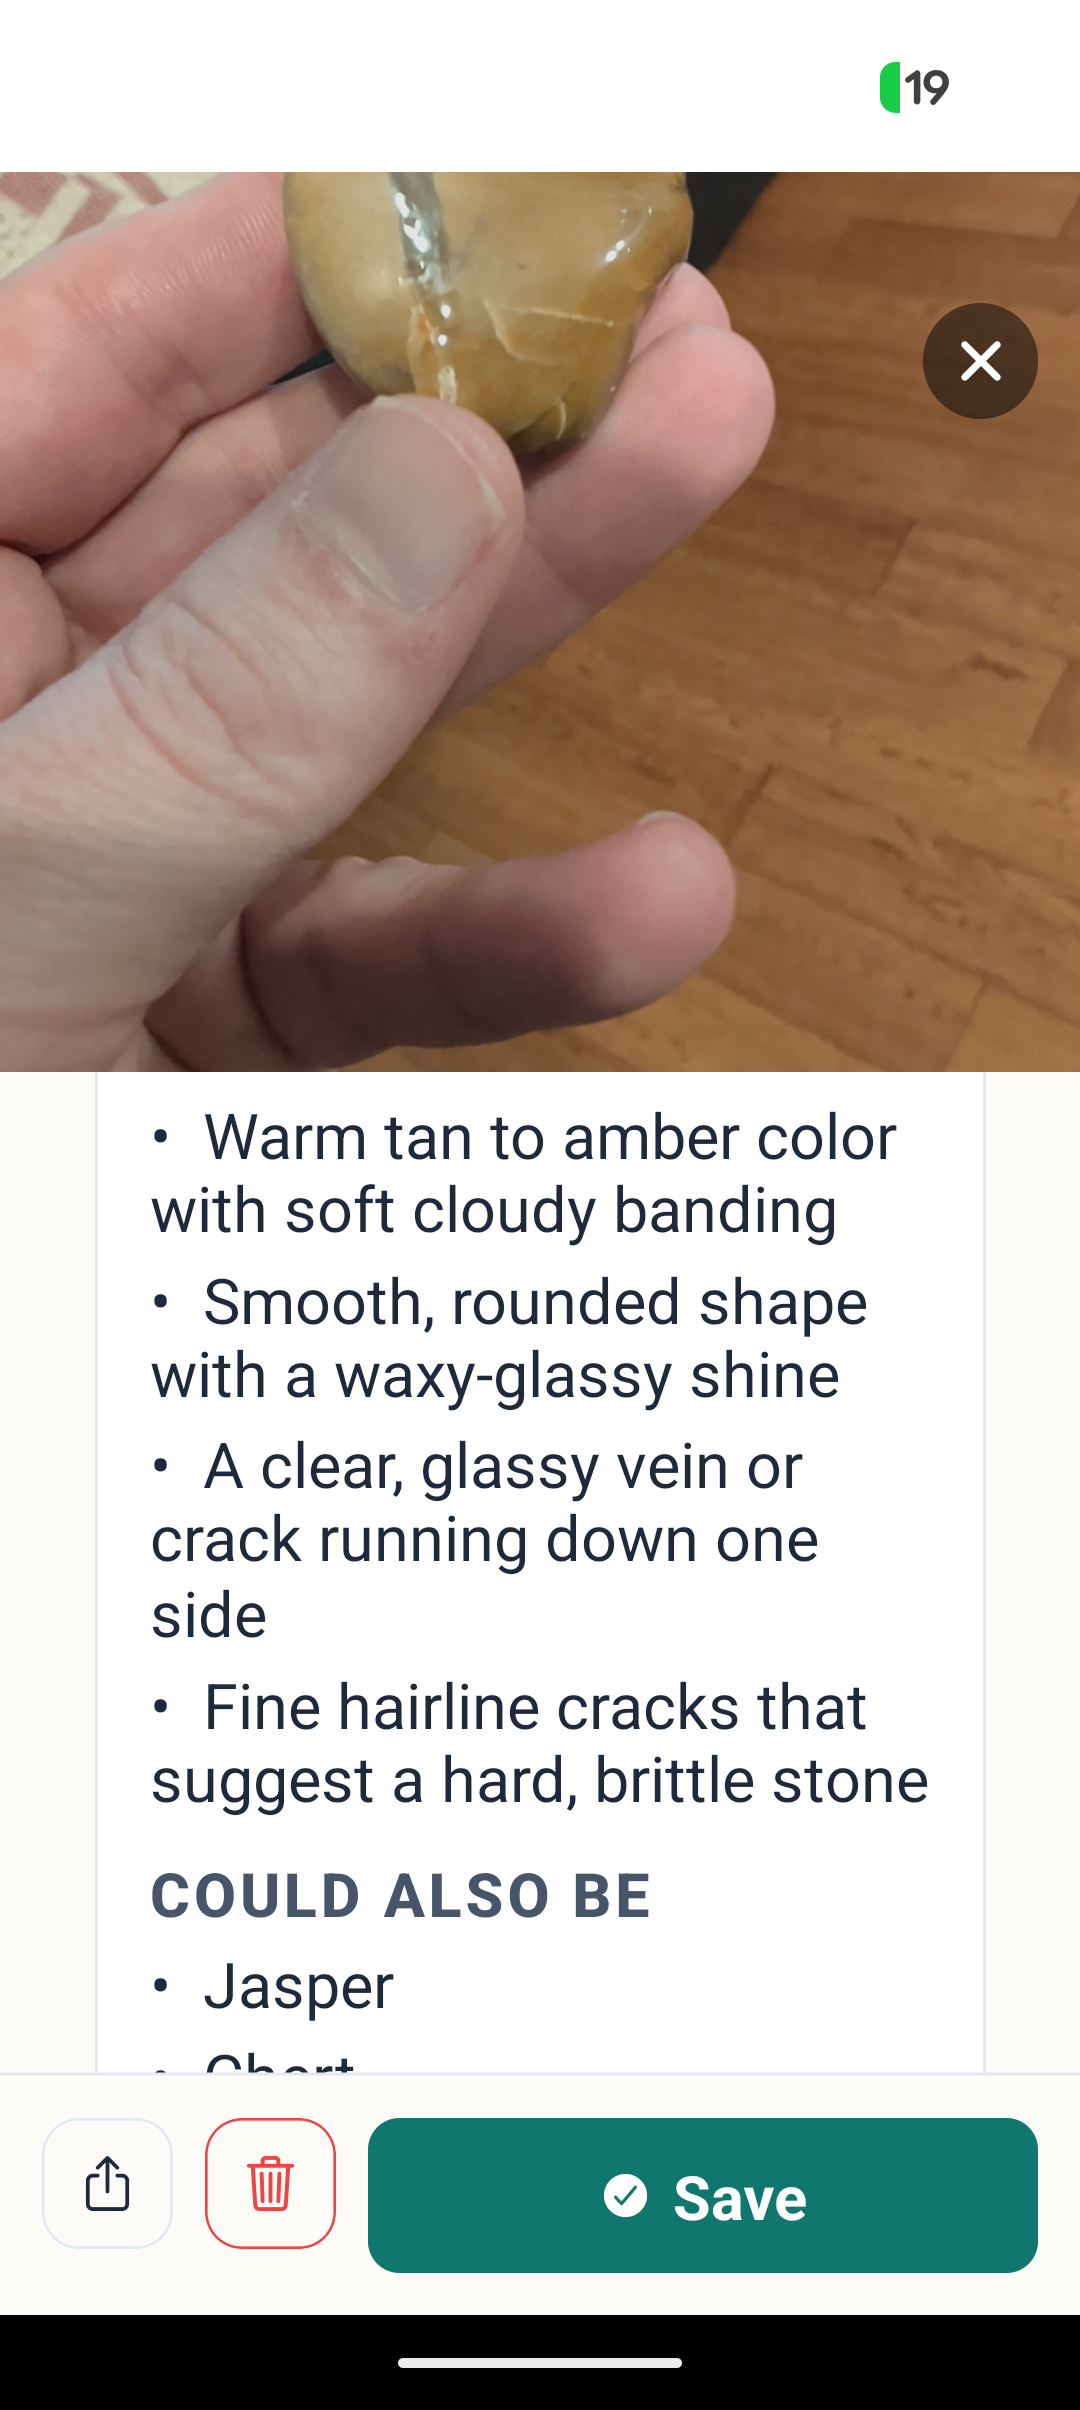 19
• Warm tan to amber color
with soft cloudy banding
• Smooth, rounded shape
with a waxy-glassy shine
• A clear, glassy vein or
crack running down one
side
• Fine hairline cracks that
suggest a hard, brittle stone
COULD ALSO BE
• Jasper
• Chert
Save